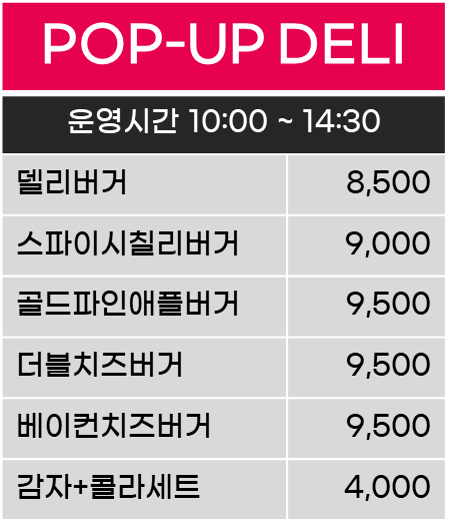 POP-UP DELI
운영시간 10:00 ~ 14:30
델리버거 8,500
스파이시칠리버거 9,000
골드파인애플버거 9,500
더블치즈버거 9,500
베이컨치즈버거 9,500
감자+콜라세트 4,000